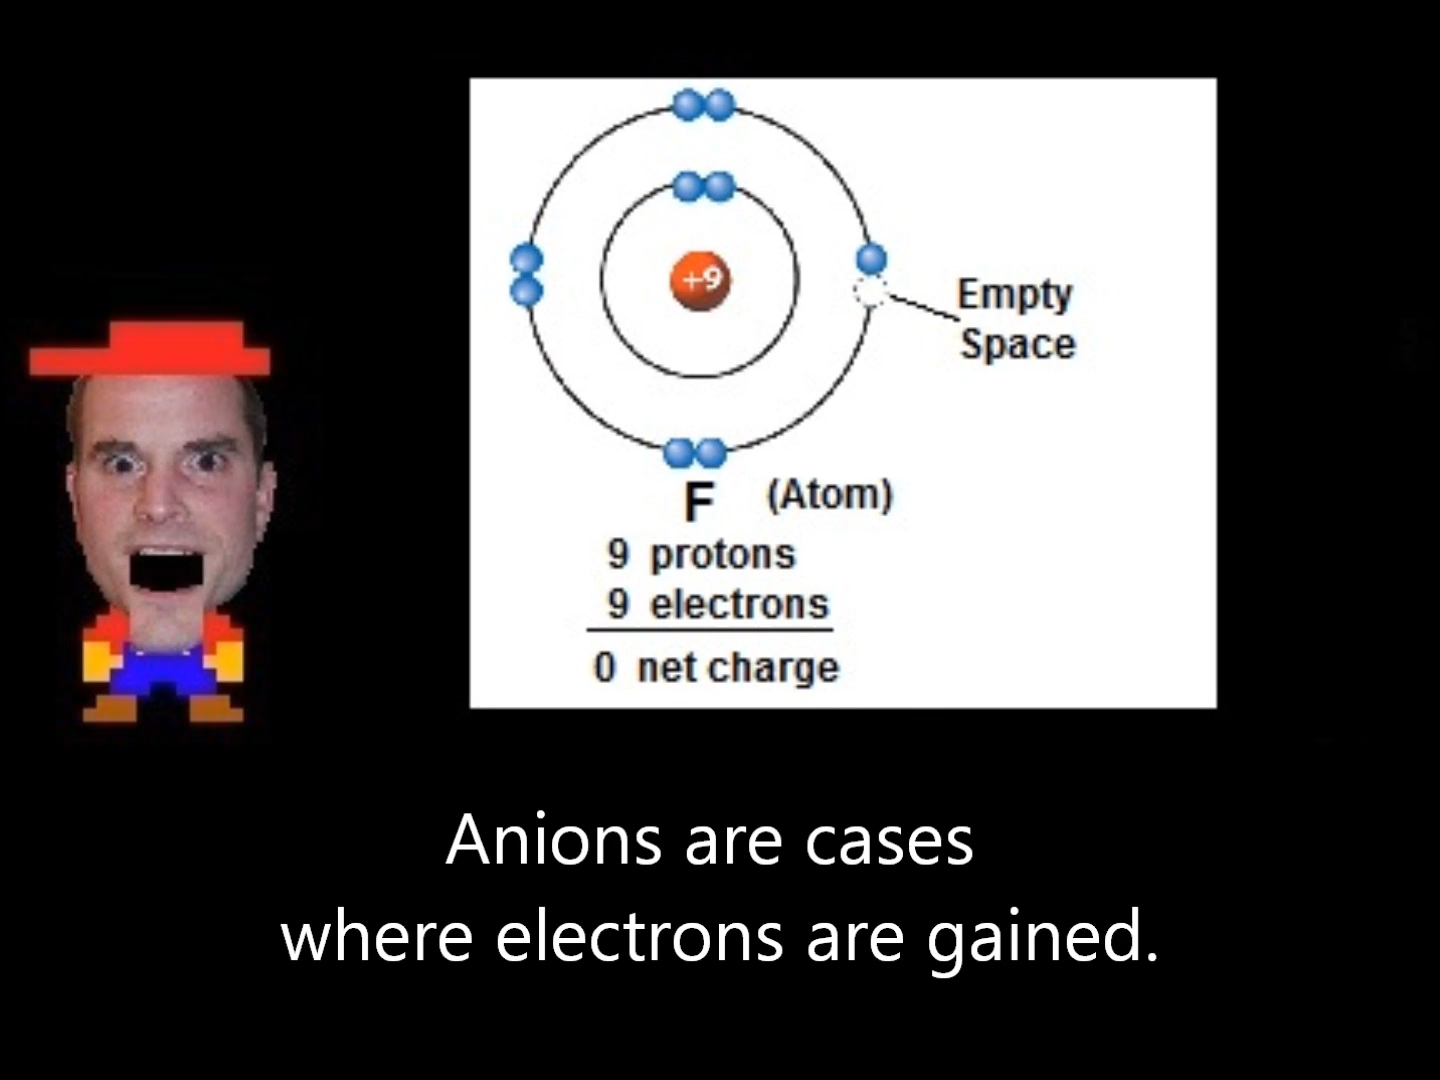 +9
Empty
Space
F (Atom)
9 protons
9 electrons
0 net charge
Anions are cases
where electrons are gained.